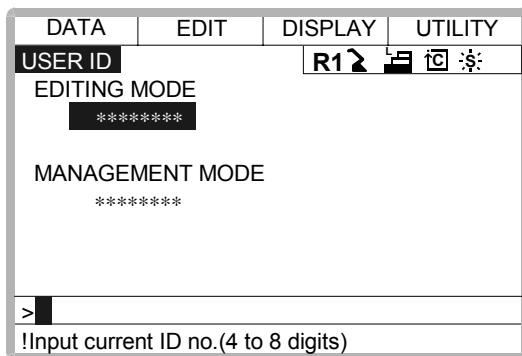 DATA EDIT DISPLAY UTILITY
USER ID R1 L C S
EDITING MODE
********
MANAGEMENT MODE
********
>
!Input current ID no.(4 to 8 digits)